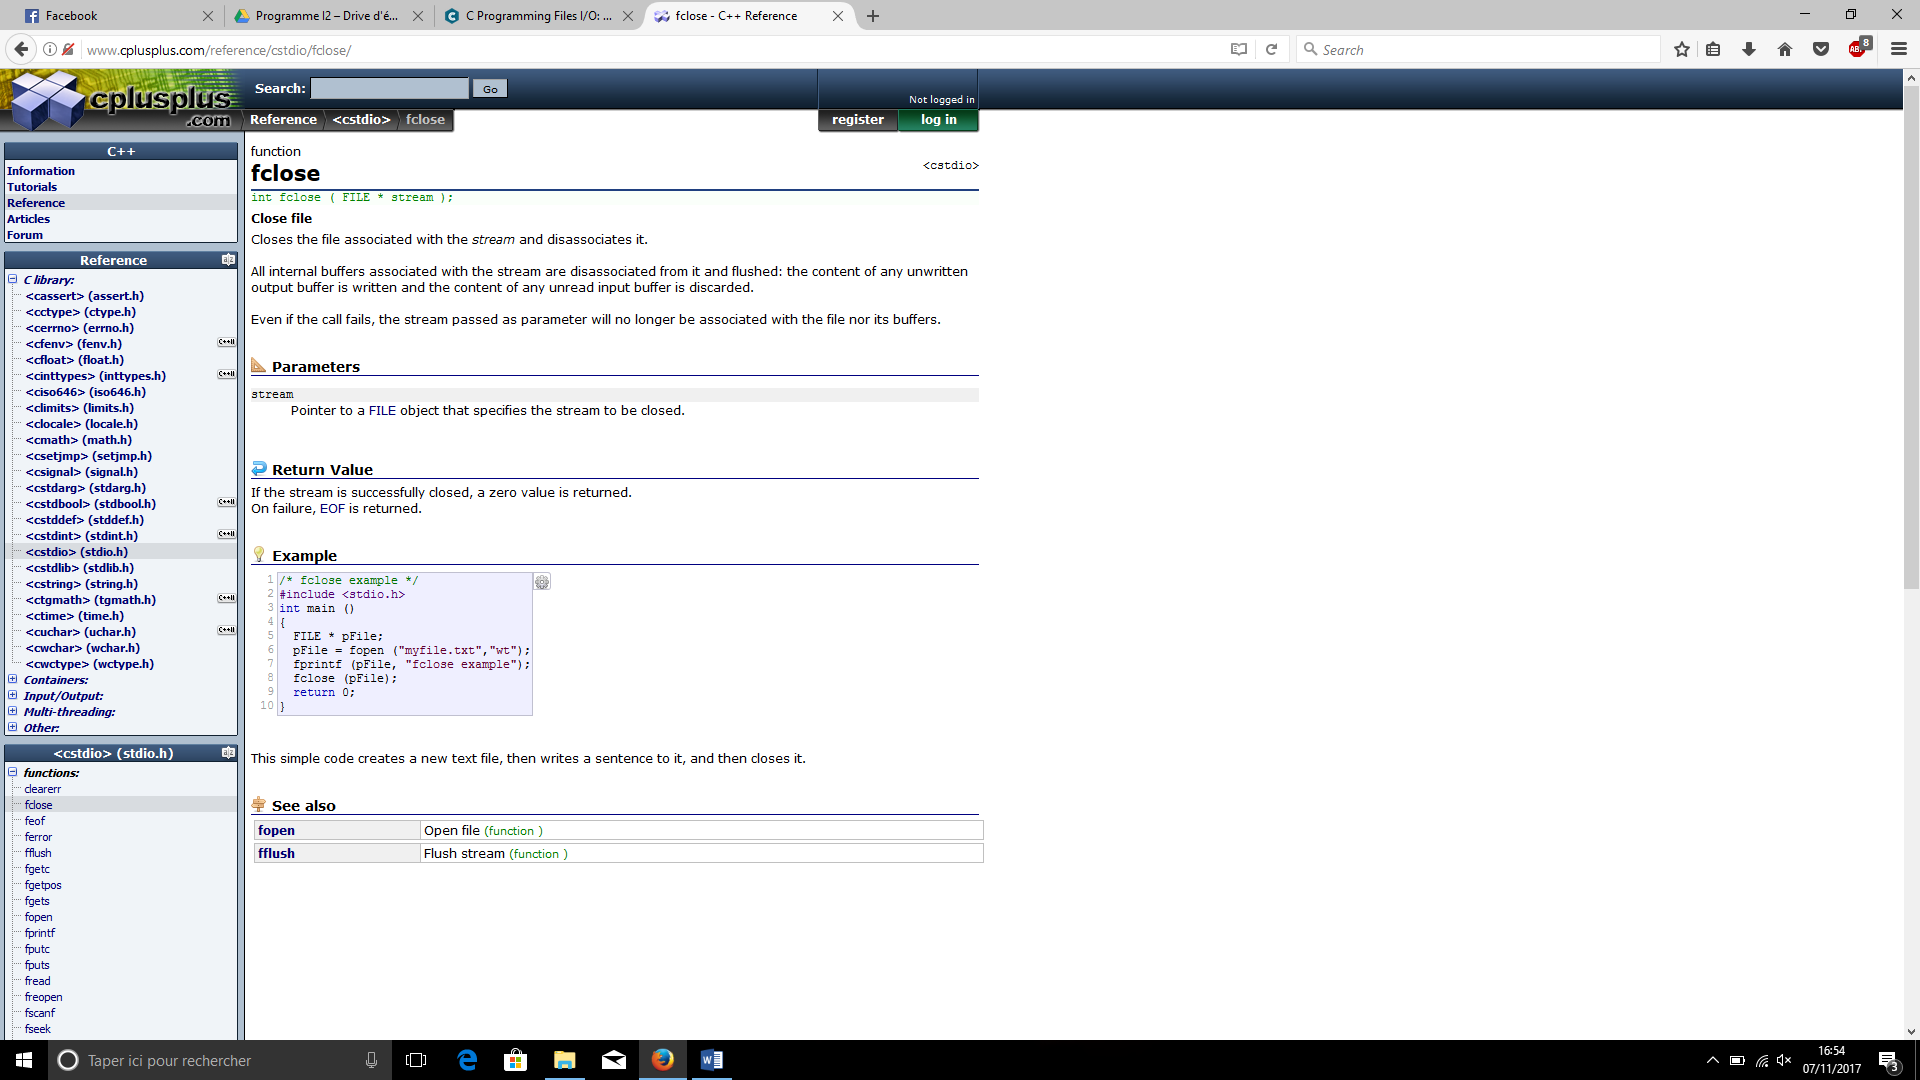 Facebook
Programme I2 – Drive d'é...
C Programming Files I/O: ...
fclose - C++ Reference
www.cplusplus.com/reference/cstdio/fclose/
Search
ABP
8
cplusplus
.com
Search:
Go
Not logged in
Reference
<cstdio>
fclose
register
log in
C++
Information
Tutorials
Reference
Articles
Forum
Reference
C library:
<cassert> (assert.h)
<cctype> (ctype.h)
<cerrno> (errno.h)
<cfenv> (fenv.h)
C++11
<cfloat> (float.h)
<cinttypes> (inttypes.h)
C++11
<ciso646> (iso646.h)
<climits> (limits.h)
<clocale> (locale.h)
<cmath> (math.h)
<csetjmp> (setjmp.h)
<csignal> (signal.h)
<cstdarg> (stdarg.h)
<cstdbool> (stdbool.h)
C++11
<cstddef> (stddef.h)
<cstdint> (stdint.h)
C++11
<cstdio> (stdio.h)
<cstdlib> (stdlib.h)
<cstring> (string.h)
<ctgmath> (tgmath.h)
C++11
<ctime> (time.h)
<cuchar> (uchar.h)
C++11
<cwchar> (wchar.h)
<cwctype> (wctype.h)
Containers:
Input/Output:
Multi-threading:
Other:
<cstdio> (stdio.h)
functions:
clearerr
fclose
feof
ferror
fflush
fgetc
fgetpos
fgets
fopen
fprintf
fputc
fputs
fread
freopen
fscanf
fseek
function
fclose
<cstdio>
int fclose ( FILE * stream );
Close file
Closes the file associated with the stream and disassociates it.
All internal buffers associated with the stream are disassociated from it and flushed: the content of any unwritten
output buffer is written and the content of any unread input buffer is discarded.
Even if the call fails, the stream passed as parameter will no longer be associated with the file nor its buffers.
Parameters
stream
Pointer to a FILE object that specifies the stream to be closed.
Return Value
If the stream is successfully closed, a zero value is returned.
On failure, EOF is returned.
Example
1 /* fclose example */
2 #include <stdio.h>
3 int main ()
4 {
5 FILE * pFile;
6 pFile = fopen ("myfile.txt","wt");
7 fprintf (pFile, "fclose example");
8 fclose (pFile);
9 return 0;
10 }
This simple code creates a new text file, then writes a sentence to it, and then closes it.
See also
fopen Open file (function )
fflush Flush stream (function )
Taper ici pour rechercher
16:54
07/11/2017
3